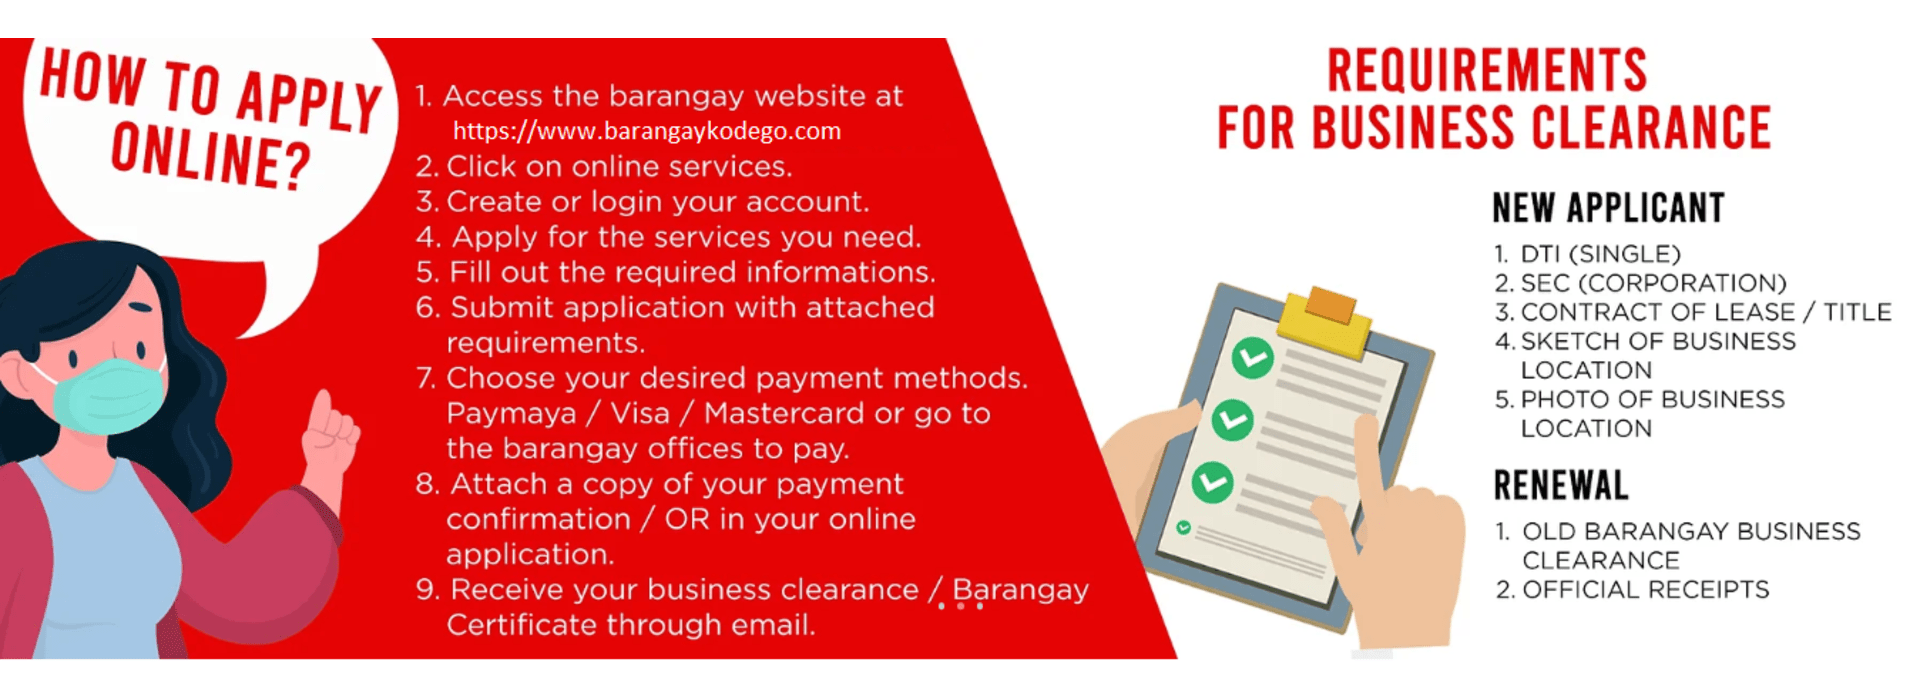 HOW TO APPLY
ONLINE?
1. Access the barangay website at
https://www.barangaykodego.com
2. Click on online services.
3. Create or login your account.
4. Apply for the services you need.
5. Fill out the required informations.
6. Submit application with attached
requirements.
7. Choose your desired payment methods.
Paymaya / Visa / Mastercard or go to
the barangay offices to pay.
8. Attach a copy of your payment
confirmation / OR in your online
application.
9. Receive your business clearance / Barangay
Certificate through email.
REQUIREMENTS
FOR BUSINESS CLEARANCE
NEW APPLICANT
1. DTI (SINGLE)
2. SEC (CORPORATION)
3. CONTRACT OF LEASE / TITLE
4. SKETCH OF BUSINESS
LOCATION
5. PHOTO OF BUSINESS
LOCATION
RENEWAL
1. OLD BARANGAY BUSINESS
CLEARANCE
2. OFFICIAL RECEIPTS